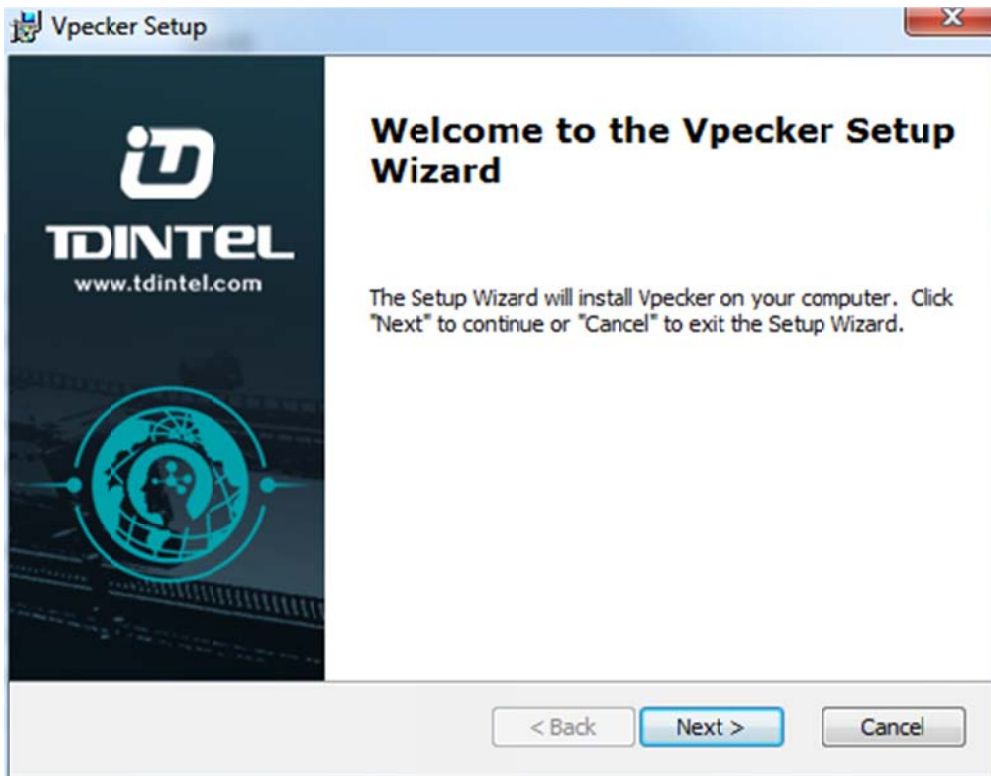 Vpecker Setup
TDINTEL
www.tdintel.com
Welcome to the Vpecker Setup
Wizard
The Setup Wizard will install Vpecker on your computer. Click
"Next" to continue or "Cancel" to exit the Setup Wizard.
< Back
Next >
Cancel